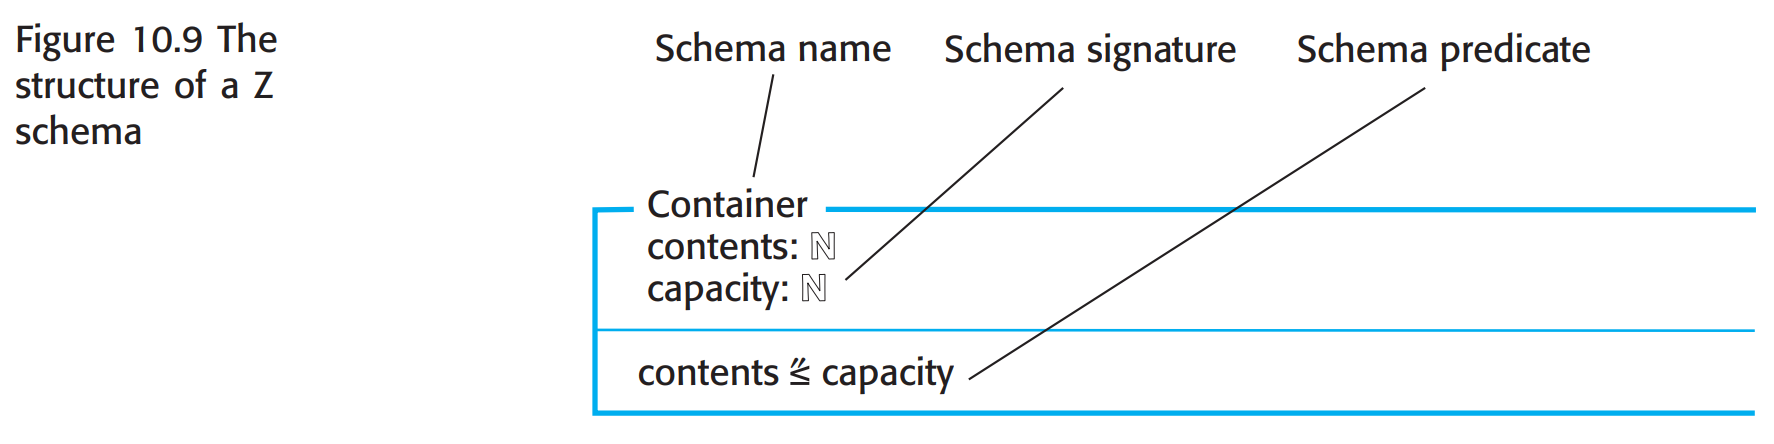 Figure 10.9 The
structure of a Z
schema
Schema name
Schema signature
Schema predicate
Container
contents: ℕ
capacity: ℕ
contents ≤ capacity